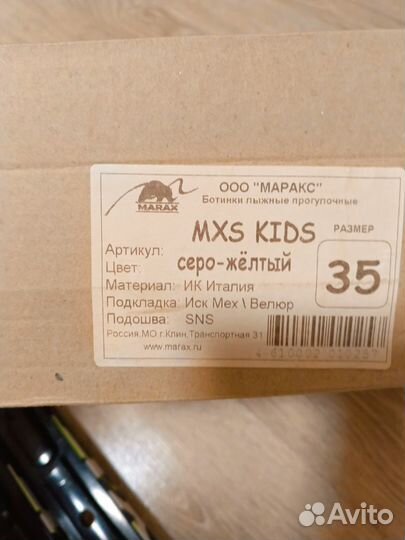 MARAX
ООО "МАРАКС"
Ботинки лыжные прогулочные
Артикул: MXS KIDS
РАЗМЕР
35
Цвет: серо-жёлтый
Материал: ИК Италия
Подкладка: Иск Мех \ Велюр
Подошва: SNS
Россия.МО г.Клин.Транспортная 31
www.marax.ru
Avito